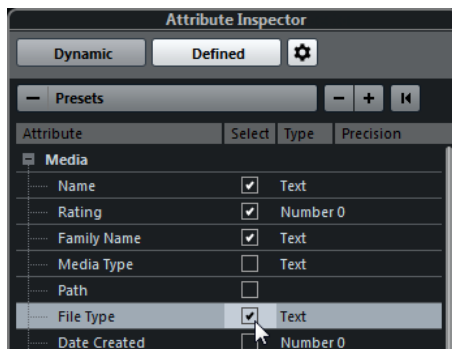 Attribute Inspector
Dynamic Defined
Presets
Attribute Select Type Precision
Media
Name Text
Rating Number 0
Family Name Text
Media Type Text
Path
File Type Text
Date Created Number 0